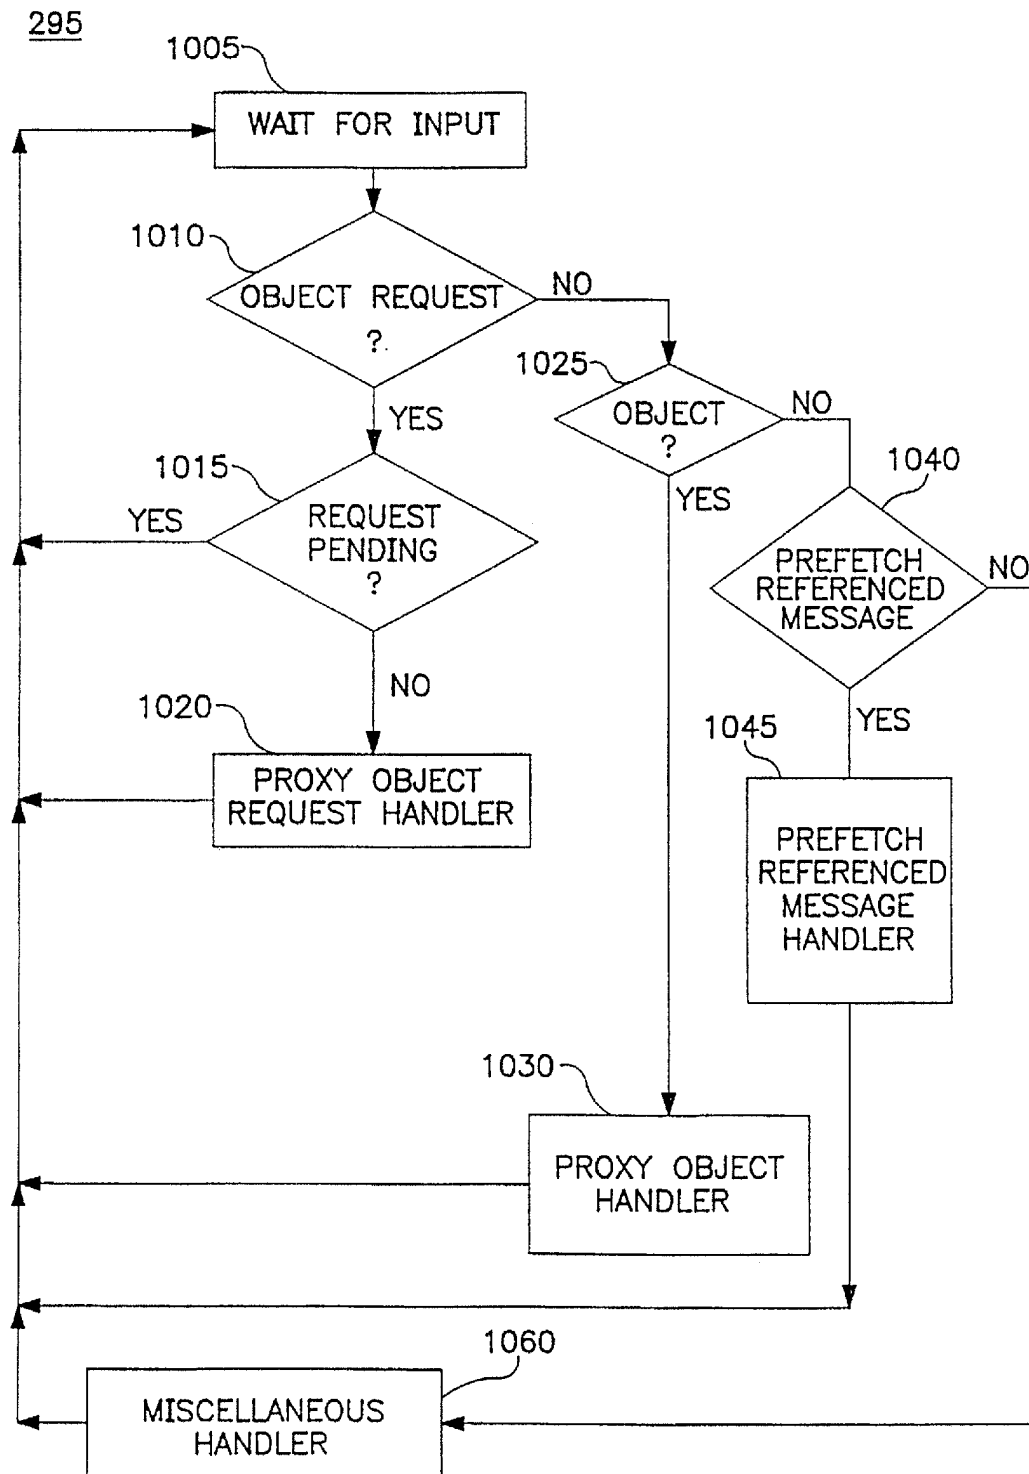 295
1005
WAIT FOR INPUT
1010
OBJECT REQUEST
?
NO
YES
1025
OBJECT
?
NO
YES
1015
REQUEST
PENDING
?
YES
NO
1040
PREFETCH
REFERENCED
MESSAGE
NO
YES
1020
PROXY OBJECT
REQUEST HANDLER
1045
PREFETCH
REFERENCED
MESSAGE
HANDLER
1030
PROXY OBJECT
HANDLER
1060
MISCELLANEOUS
HANDLER